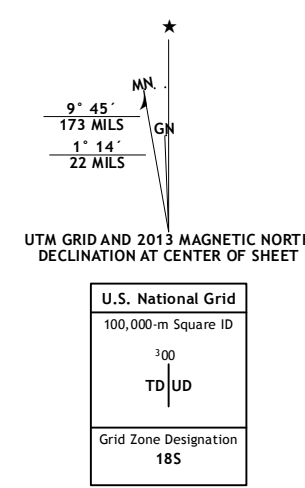 ★
MN
9° 45´
173 MILS
GN
1° 14´
22 MILS
UTM GRID AND 2013 MAGNETIC NORTH
DECLINATION AT CENTER OF SHEET
U.S. National Grid
100,000-m Square ID
³00
TD UD
Grid Zone Designation
18S